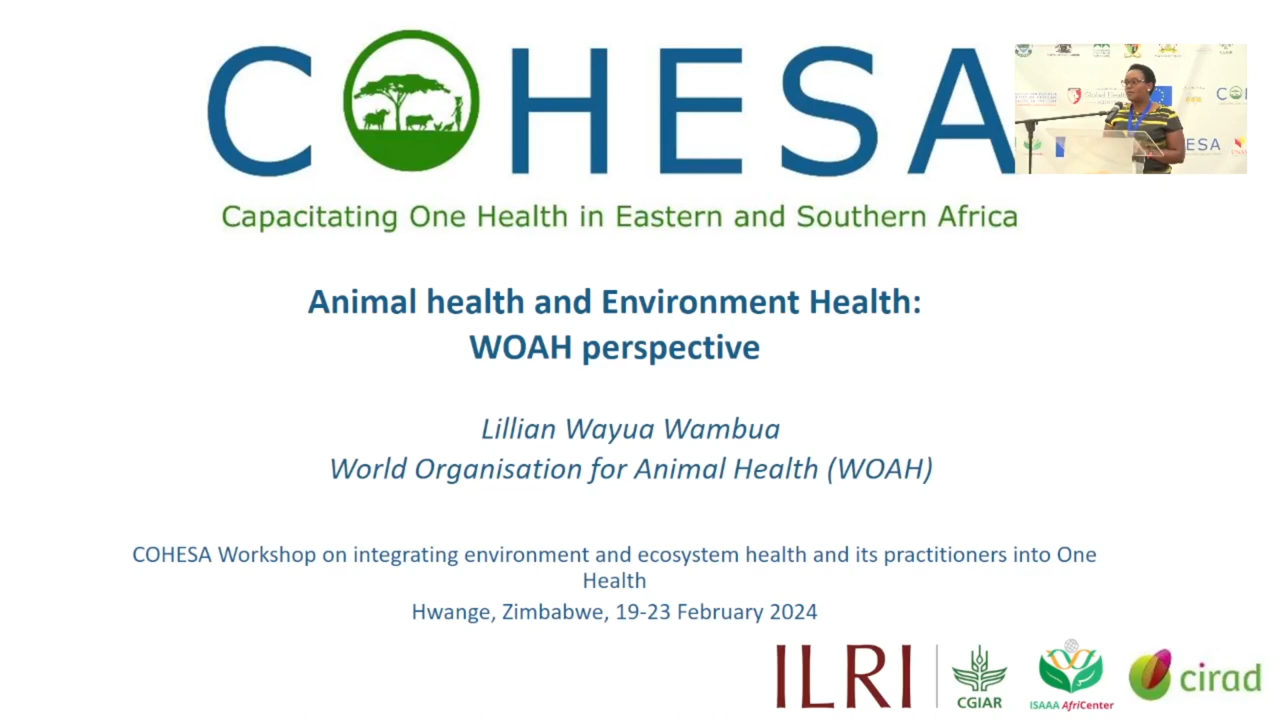 COHESA
Capacitating One Health in Eastern and Southern Africa
Animal health and Environment Health:
WOAH perspective
Lillian Wayua Wambua
World Organisation for Animal Health (WOAH)
COHESA Workshop on integrating environment and ecosystem health and its practitioners into One
Health
Hwange, Zimbabwe, 19-23 February 2024
ILRI
CGIAR
ISAAA AfriCenter
cirad
ESA